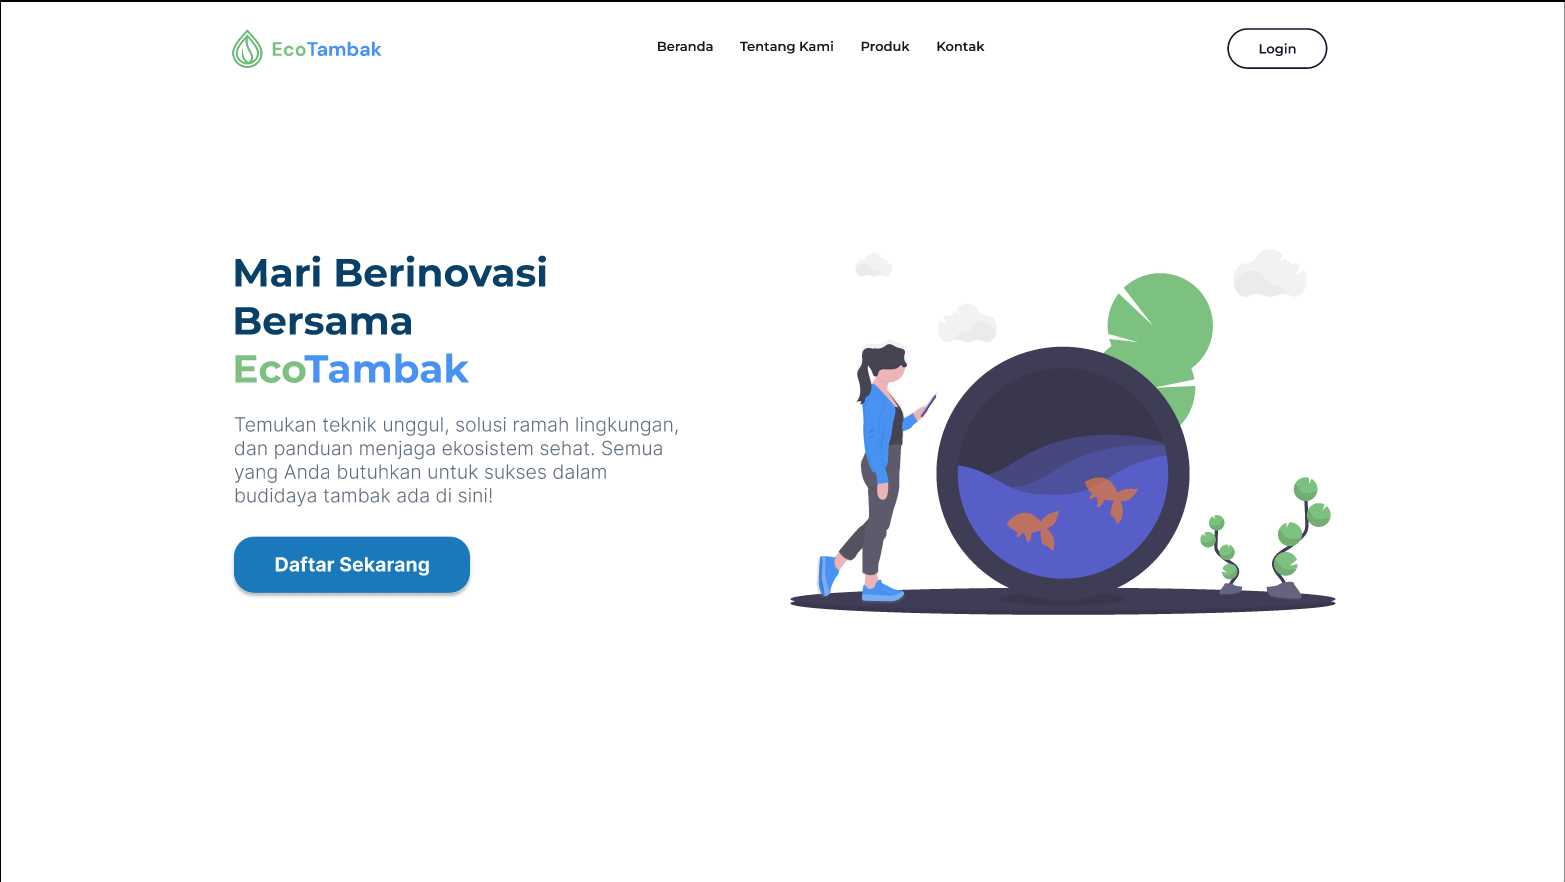 EcoTambak
Beranda
Tentang Kami
Produk
Kontak
Login
Mari Berinovasi
Bersama
EcoTambak
Temukan teknik unggul, solusi ramah lingkungan,
dan panduan menjaga ekosistem sehat. Semua
yang Anda butuhkan untuk sukses dalam
budidaya tambak ada di sini!
Daftar Sekarang